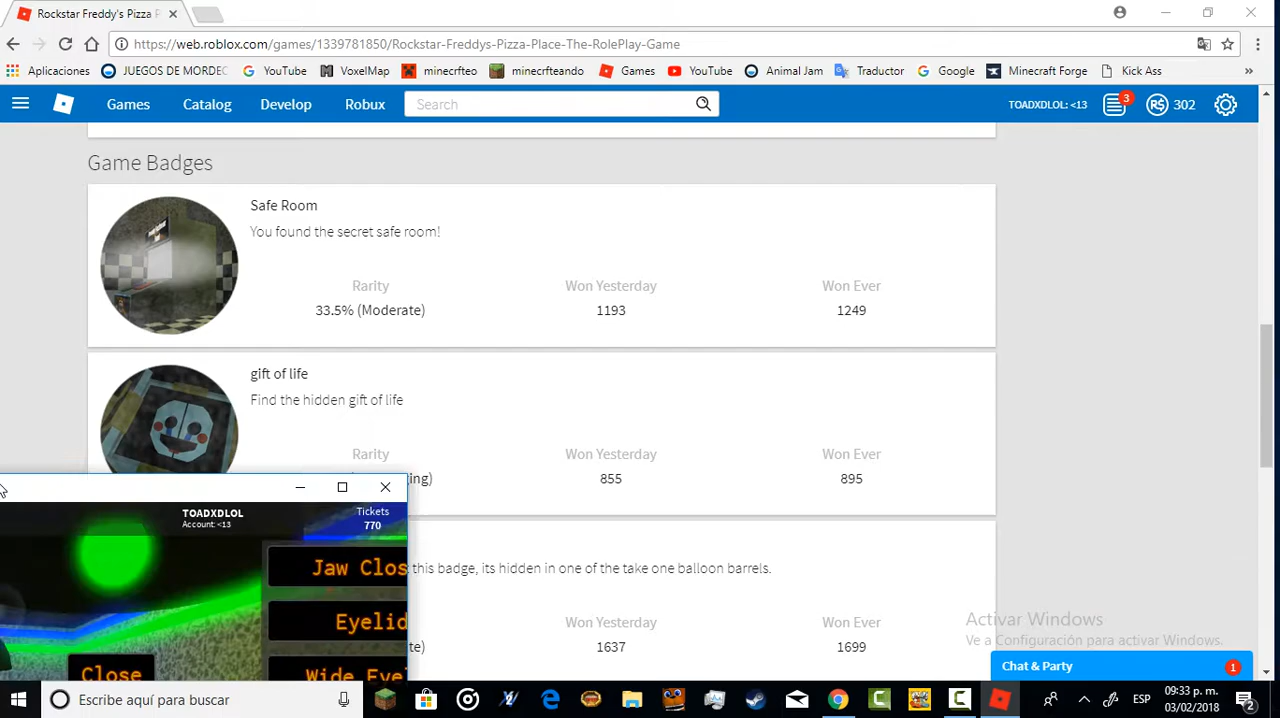 Rockstar Freddy's Pizza P
https://web.roblox.com/games/1339781850/Rockstar-Freddys-Pizza-Place-The-RolePlay-Game
Aplicaciones JUEGOS DE MORDEC YouTube VoxelMap minecrfteo minecrfteando Games YouTube Animal Jam Traductor Google Minecraft Forge Kick Ass »
Games Catalog Develop Robux Search TOADXDLOL: <13 3 R$ 302
Game Badges
Safe Room
You found the secret safe room!
Rarity Won Yesterday Won Ever
33.5% (Moderate) 1193 1249
gift of life
Find the hidden gift of life
Rarity Won Yesterday Won Ever
ging) 855 895
TOADXDLOL
Account: <13
Tickets
770
Jaw Clos
this badge, its hidden in one of the take one balloon barrels.
Eyelid
Won Yesterday Won Ever
te) 1637 1699
Close
Wide Eye
Activar Windows
Ve a Configuración para activar Windows.
Chat & Party 1
Escribe aquí para buscar
ESP
09:33 p. m.
03/02/2018
2